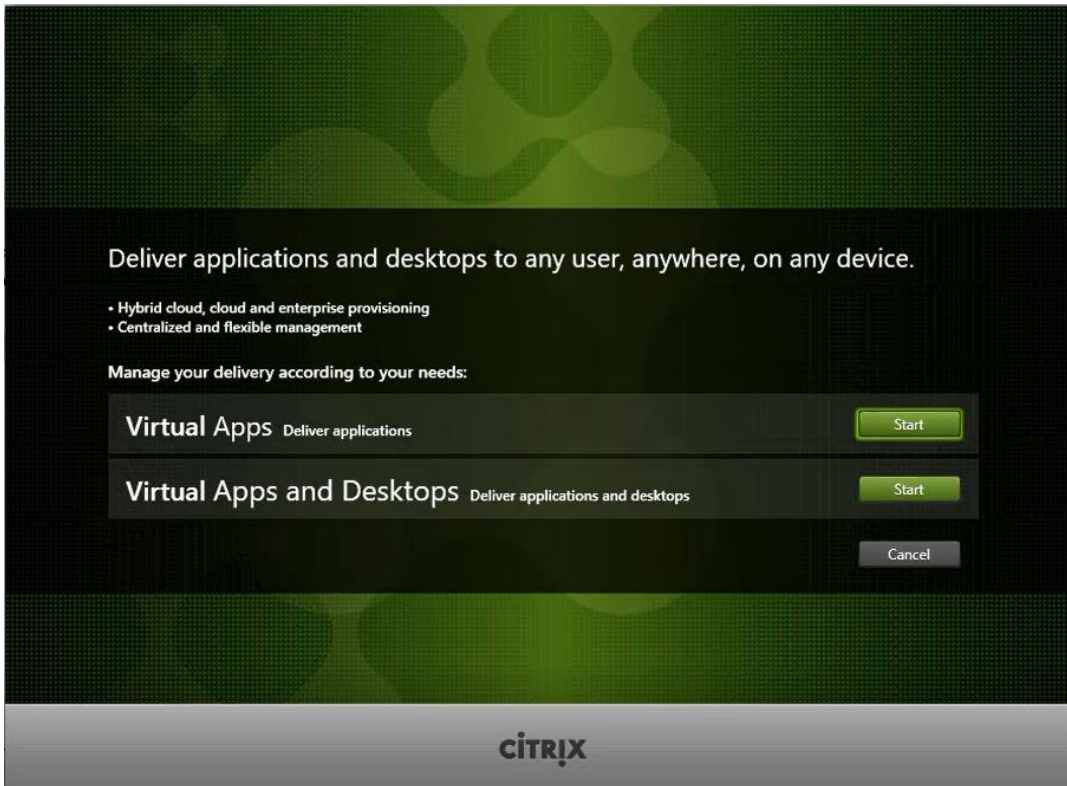 Deliver applications and desktops to any user, anywhere, on any device.
• Hybrid cloud, cloud and enterprise provisioning
• Centralized and flexible management
Manage your delivery according to your needs:
Virtual Apps Deliver applications Start
Virtual Apps and Desktops Deliver applications and desktops Start
Cancel
CİTRIX